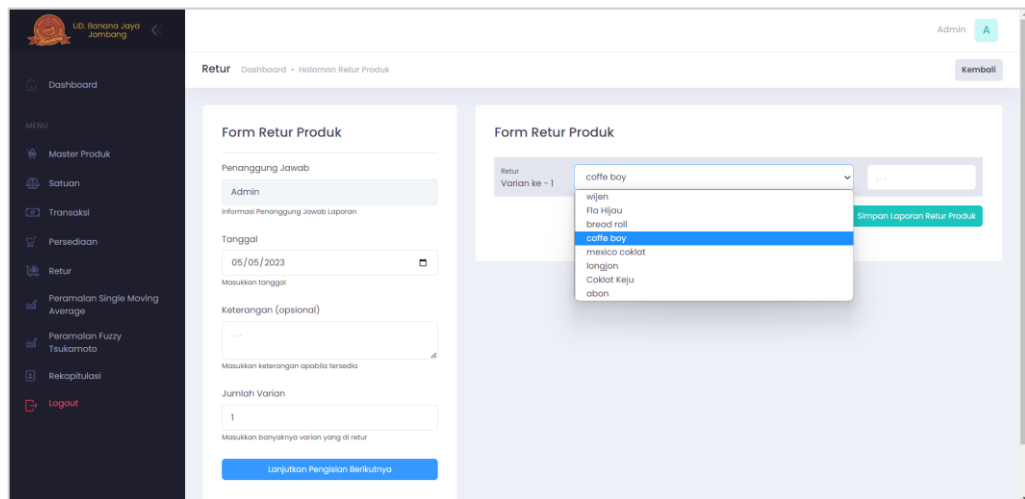 UD. Banana Jaya
Jombang
Admin
A
Retur
Dashboard • Halaman Retur Produk
Kembali
Dashboard
MENU
Master Produk
Satuan
Transaksi
Persediaan
Retur
Peramalan Single Moving
Average
Peramalan Fuzzy
Tsukamoto
Rekapitulasi
Logout
Form Retur Produk
Penanggung Jawab
Admin
Informasi Penanggung Jawab Laporan
Tanggal
05/05/2023
Masukkan tanggal
Keterangan (opsional)
...
Masukkan keterangan apabila tersedia
Jumlah Varian
1
Masukkan banyaknya varian yang di retur
Lanjutkan Pengisian Berikutnya
Form Retur Produk
Retur
Varian ke - 1
coffe boy
...
wijen
Fla Hijau
bread roll
coffe boy
mexico coklat
longjon
Coklat Keju
abon
Simpan Laporan Retur Produk